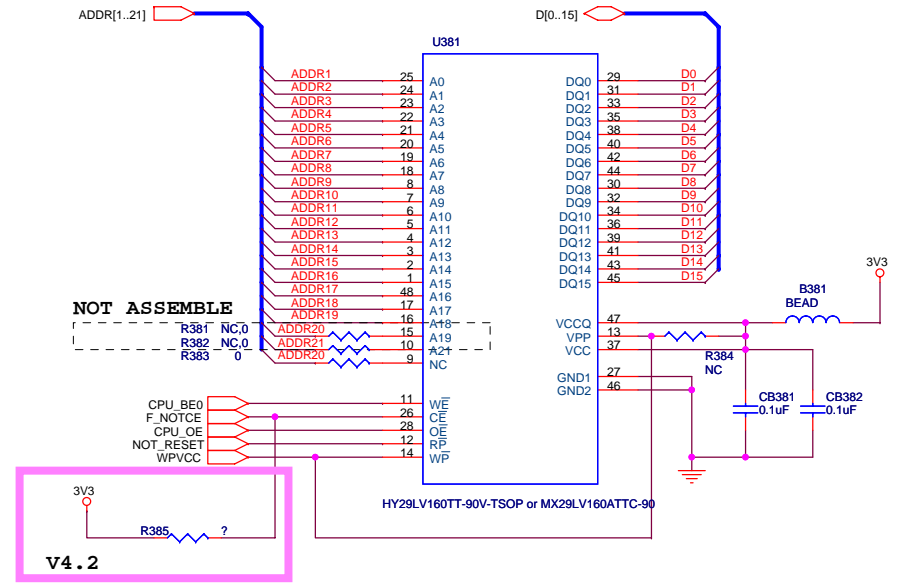 ADDR[1..21] D[0..15]
U381
ADDR1 25 A0 DQ0 29 D0
ADDR2 24 A1 DQ1 31 D1
ADDR3 23 A2 DQ2 33 D2
ADDR4 22 A3 DQ3 35 D3
ADDR5 21 A4 DQ4 38 D4
ADDR6 20 A5 DQ5 40 D5
ADDR7 19 A6 DQ6 42 D6
ADDR8 18 A7 DQ7 44 D7
ADDR9 8 A8 DQ8 30 D8
ADDR10 7 A9 DQ9 32 D9
ADDR11 6 A10 DQ10 34 D10
ADDR12 5 A11 DQ11 36 D11
ADDR13 4 A12 DQ12 39 D12
ADDR14 3 A13 DQ13 41 D13
ADDR15 2 A14 DQ14 43 D14
ADDR16 1 A15 DQ15 45 D15
ADDR17 48 A16
ADDR18 17 A17
ADDR19 16 A18
NOT ASSEMBLE
R381 NC,0 ADDR20 15 A19
R382 NC,0 ADDR21 10 A21
R383 0 ADDR20 9 NC
3V3
B381
BEAD
VCCQ 47
VPP 13
VCC 37
R384
NC
GND1 27
GND2 46
CB381
0.1uF
CB382
0.1uF
CPU_BE0 11 WE
F_NOTCE 26 CE
CPU_OE 28 OE
NOT_RESET 12 RP
WPVCC 14 WP
3V3
HY29LV160TT-90V-TSOP or MX29LV160ATTC-90
R385 ?
V4.2